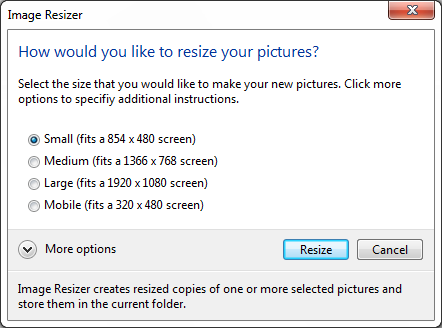 Image Resizer
How would you like to resize your pictures?
Select the size that you would like to make your new pictures. Click more
options to specifiy additional instructions.
Small (fits a 854 x 480 screen)
Medium (fits a 1366 x 768 screen)
Large (fits a 1920 x 1080 screen)
Mobile (fits a 320 x 480 screen)
More options
Resize
Cancel
Image Resizer creates resized copies of one or more selected pictures and
store them in the current folder.